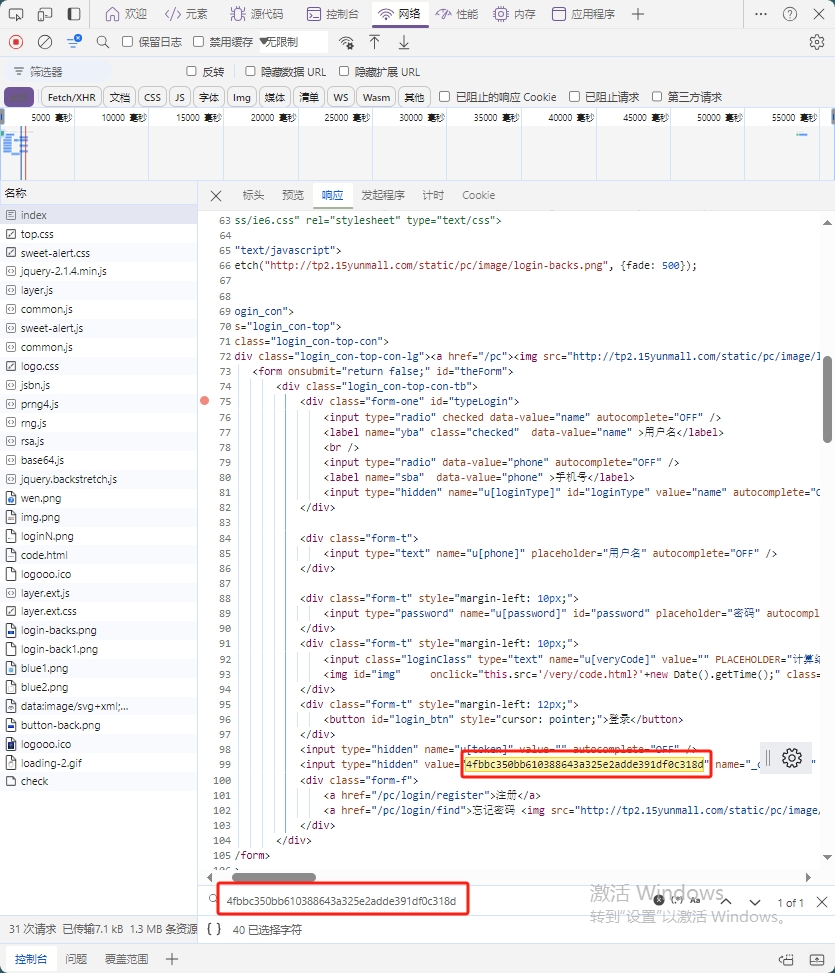 欢迎 元素 源代码 控制台 网络 性能 内存 应用程序
保留日志 禁用缓存 无限制
筛选器 反转 隐藏数据 URL 隐藏扩展 URL
Fetch/XHR 文档 CSS JS 字体 Img 媒体 清单 WS Wasm 其他 已阻止的响应 Cookie 已阻止请求 第三方请求
5000 毫秒 10000 毫秒 15000 毫秒 20000 毫秒 25000 毫秒 30000 毫秒 35000 毫秒 40000 毫秒 45000 毫秒 50000 毫秒 55000 毫秒
名称
index
top.css
sweet-alert.css
jquery-2.1.4.min.js
layer.js
common.js
sweet-alert.js
common.js
logo.css
jsbn.js
prng4.js
rng.js
rsa.js
base64.js
jquery.backstretch.js
wen.png
img.png
loginN.png
code.html
logooo.ico
layer.ext.js
layer.ext.css
login-backs.png
login-back1.png
blue1.png
blue2.png
data:image/svg+xml;...
button-back.png
logooo.ico
loading-2.gif
check
标头 预览 响应 发起程序 计时 Cookie
63 ss/ie6.css" rel="stylesheet" type="text/css">
64
65 "text/javascript">
66 etch("http://tp2.15yunmall.com/static/pc/image/login-backs.png", {fade: 500});
67
68
69 ogin_con">
70 s="login_con-top">
71 class="login_con-top-con">
72 div class="login_con-top-con-lg"><a href="/pc"><img src="http://tp2.15yunmall.com/static/pc/image/l
73 <form onsubmit="return false;" id="theForm">
74 <div class="login_con-top-con-tb">
75 <div class="form-one" id="typeLogin">
76 <input type="radio" checked data-value="name" autocomplete="OFF" />
77 <label name="yba" class="checked"  data-value="name" >用户名</label>
78 <br />
79 <input type="radio" data-value="phone" autocomplete="OFF" />
80 <label name="sba"  data-value="phone" >手机号</label>
81 <input type="hidden" name="u[loginType]" id="loginType" value="name" autocomplete="O
82 </div>
83
84 <div class="form-t">
85 <input type="text" name="u[phone]" placeholder="用户名" autocomplete="OFF" />
86 </div>
87
88 <div class="form-t" style="margin-left: 10px;">
89 <input type="password" name="u[password]" id="password" placeholder="密码" autocompl
90 </div>
91 <div class="form-t" style="margin-left: 10px;">
92 <input class="loginClass" type="text" name="u[veryCode]" value="" PLACEHOLDER="计算结
93 <img id="img"    onclick="this.src='/very/code.html?'+new Date().getTime();" class=
94 </div>
95 <div class="form-t" style="margin-left: 12px;">
96 <button id="login_btn" style="cursor: pointer;">登录</button>
97 </div>
98 <input type="hidden" name="u[token]" value="" autocomplete="OFF" />
99 <input type="hidden" value="4fbbc350bb610388643a325e2adde391df0c318d" name="_c "
100 <div class="form-f">
101 <a href="/pc/login/register">注册</a>
102 <a href="/pc/login/find">忘记密码 <img src="http://tp2.15yunmall.com/static/pc/image/
103 </div>
104 </div>
105 /form>
106
4fbbc350bb610388643a325e2adde391df0c318d (.*) Aa 1 of 1
激活 Windows
转到"设置"以激活 Windows。
31 次请求 已传输7.1 kB 1.3 MB 条资源 { } 40 已选择字符
控制台 问题 覆盖范围